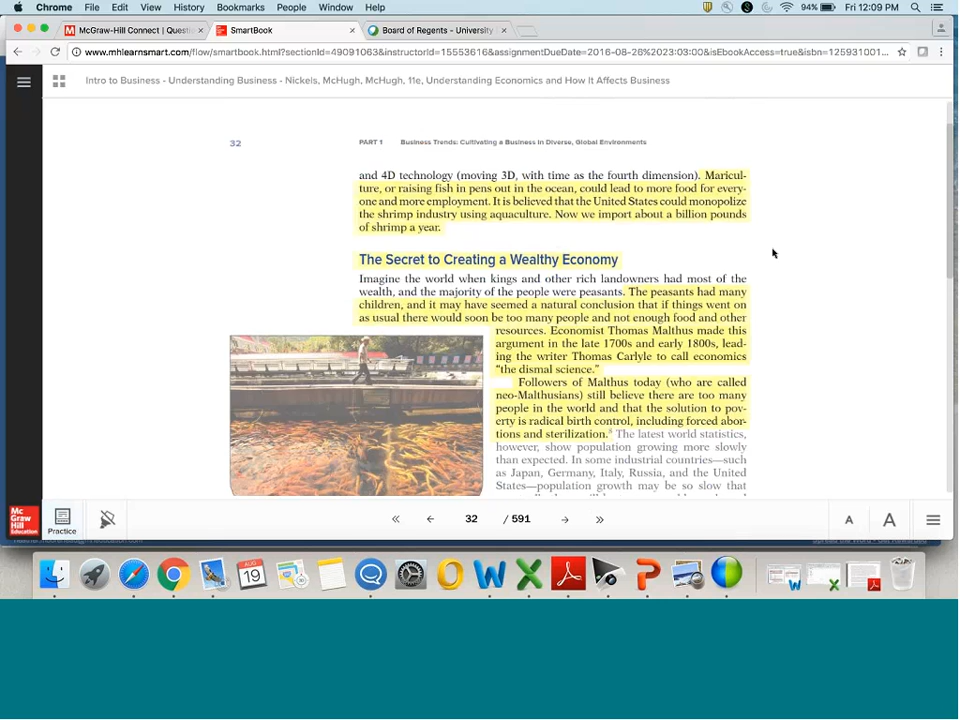 Chrome File Edit View History Bookmarks People Window Help 94% Fri 12:09 PM
McGraw-Hill Connect | Questio × SmartBook × Board of Regents - University ×
www.mhlearnsmart.com/flow/smartbook.html?sectionId=49091063&instructorId=15553616&assignmentDueDate=2016-08-26%2023:03:00&isEbookAccess=true&isbn=125931001...
Intro to Business - Understanding Business - Nickels, McHugh, McHugh, 11e, Understanding Economics and How It Affects Business
32 PART 1 Business Trends: Cultivating a Business in Diverse, Global Environments
and 4D technology (moving 3D, with time as the fourth dimension). Maricul-
ture, or raising fish in pens out in the ocean, could lead to more food for every-
one and more employment. It is believed that the United States could monopolize
the shrimp industry using aquaculture. Now we import about a billion pounds
of shrimp a year.
The Secret to Creating a Wealthy Economy
Imagine the world when kings and other rich landowners had most of the
wealth, and the majority of the people were peasants. The peasants had many
children, and it may have seemed a natural conclusion that if things went on
as usual there would soon be too many people and not enough food and other
resources. Economist Thomas Malthus made this
argument in the late 1700s and early 1800s, lead-
ing the writer Thomas Carlyle to call economics
“the dismal science.”
Followers of Malthus today (who are called
neo-Malthusians) still believe there are too many
people in the world and that the solution to pov-
erty is radical birth control, including forced abor-
tions and sterilization.⁵ The latest world statistics,
however, show population growing more slowly
than expected. In some industrial countries—such
as Japan, Germany, Italy, Russia, and the United
States—population growth may be so slow that
Mc Graw Hill Education
Practice
« ← 32 / 591 → »
A A
AUG 19